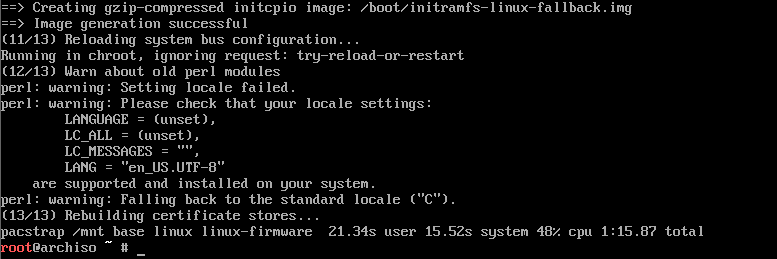 ==> Creating gzip-compressed initcpio image: /boot/initramfs-linux-fallback.img
==> Image generation successful
(11/13) Reloading system bus configuration...
Running in chroot, ignoring request: try-reload-or-restart
(12/13) Warn about old perl modules
perl: warning: Setting locale failed.
perl: warning: Please check that your locale settings:
        LANGUAGE = (unset),
        LC_ALL = (unset),
        LC_MESSAGES = "",
        LANG = "en_US.UTF-8"
    are supported and installed on your system.
perl: warning: Falling back to the standard locale ("C").
(13/13) Rebuilding certificate stores...
pacstrap /mnt base linux linux-firmware  21.34s user 15.52s system 48% cpu 1:15.87 total
root@archiso ~ # _